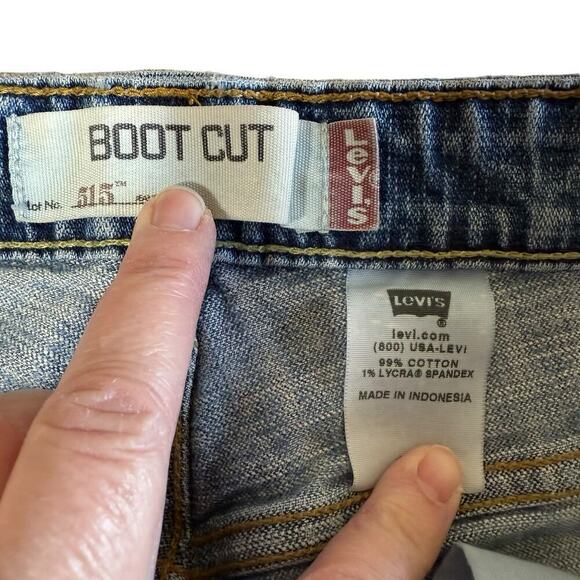 BOOT CUT
Lot No. 515™
LEVI'S
LEVI'S
®
levi.com
(800) USA-LEVI
99% COTTON
1% LYCRA® SPANDEX
MADE IN INDONESIA